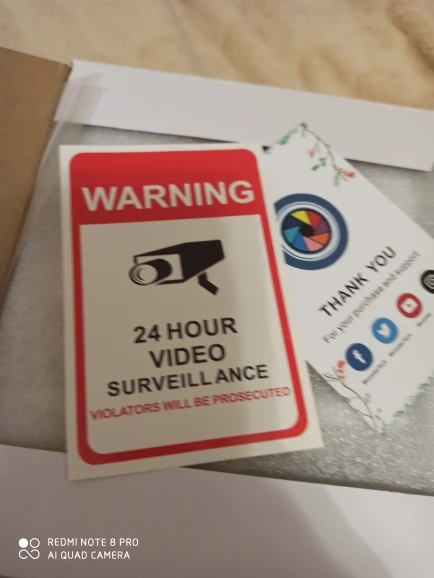 WARNING
24 HOUR
VIDEO
SURVEILLANCE
VIOLATORS WILL BE PROSECUTED
THANK YOU
For your purchase and support
REDMI NOTE 8 PRO
AI QUAD CAMERA